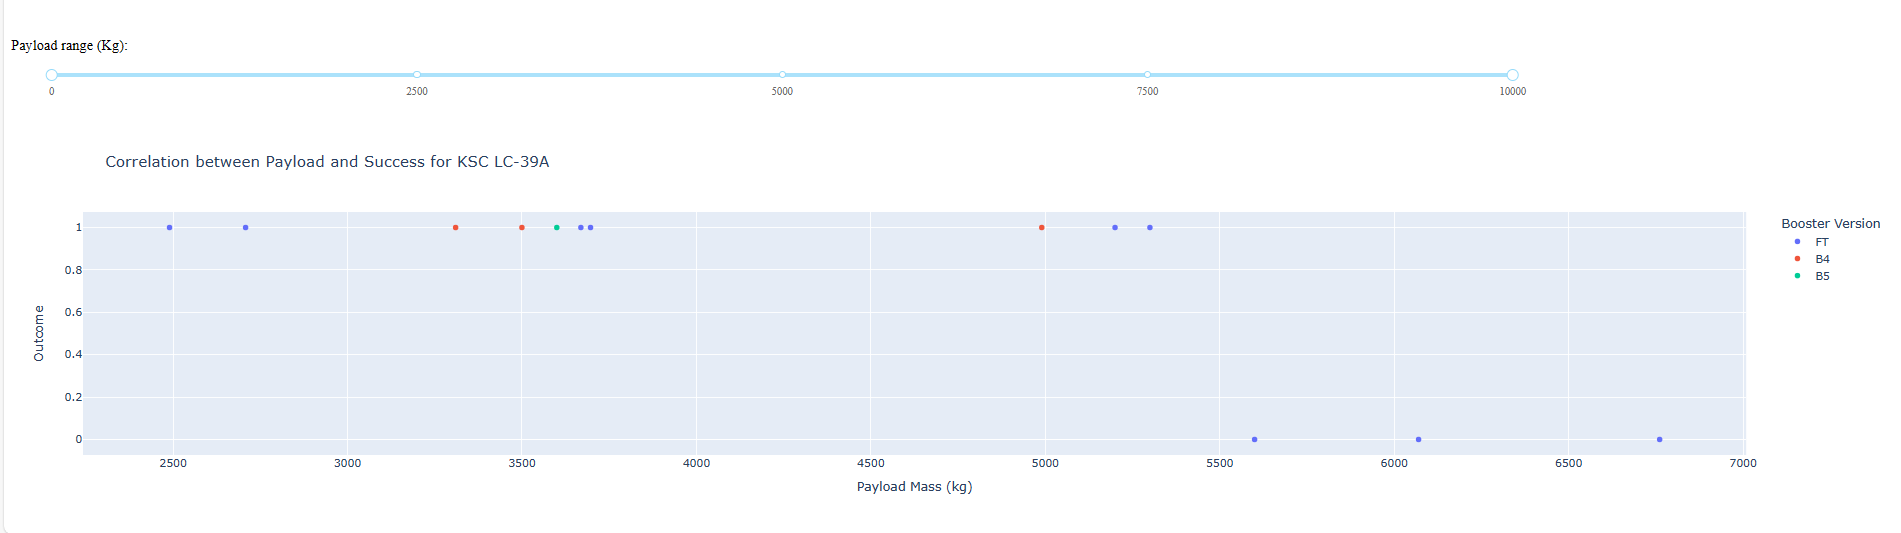 Payload range (Kg):
0 2500 5000 7500 10000
Correlation between Payload and Success for KSC LC-39A
Booster Version
FT
B4
B5
Outcome
1
0.8
0.6
0.4
0.2
0
2500 3000 3500 4000 4500 5000 5500 6000 6500 7000
Payload Mass (kg)